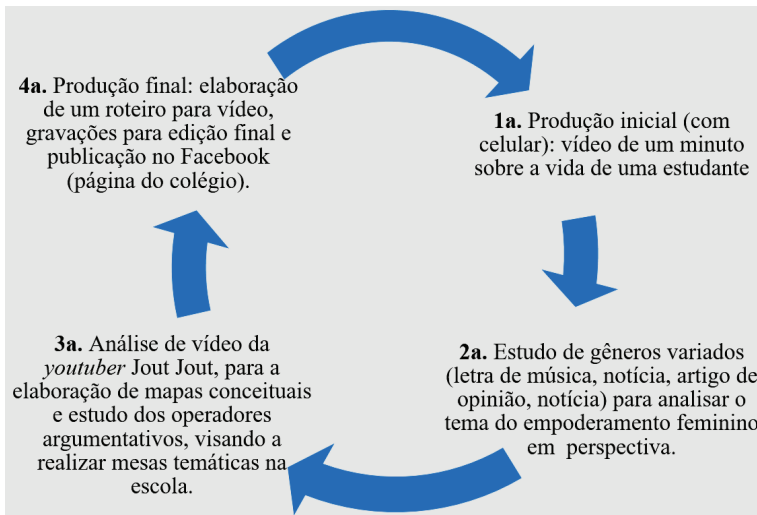 1a. Produção inicial (com
celular): vídeo de um minuto
sobre a vida de uma estudante
2a. Estudo de gêneros variados
(letra de música, notícia, artigo de
opinião, notícia) para analisar o
tema do empoderamento feminino
em perspectiva.
3a. Análise de vídeo da
youtuber Jout Jout, para a
elaboração de mapas conceituais
e estudo dos operadores
argumentativos, visando a
realizar mesas temáticas na
escola.
4a. Produção final: elaboração
de um roteiro para vídeo,
gravações para edição final e
publicação no Facebook
(página do colégio).